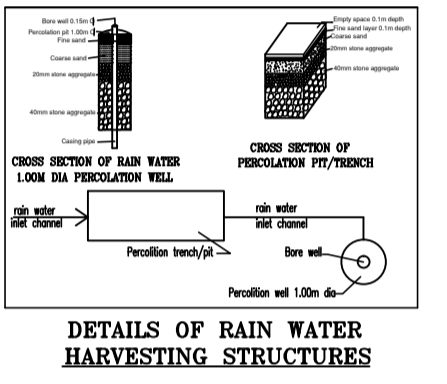 Bore well 0.15m
Percolation pit 1.00m
Fine sand
Coarse sand
20mm stone aggregate
40mm stone aggregate
Casing pipe
CROSS SECTION OF RAIN WATER
1.00M DIA PERCOLATION WELL
Empty space 0.1m depth
Fine sand layer 0.1m depth
Coarse sand
20mm stone aggregate
40mm stone aggregate
CROSS SECTION OF
PERCOLATION PIT/TRENCH
rain water
inlet channel
Percolition trench/pit
rain water
inlet channel
Bore well
Percolition well 1.00m dia
DETAILS OF RAIN WATER
HARVESTING STRUCTURES